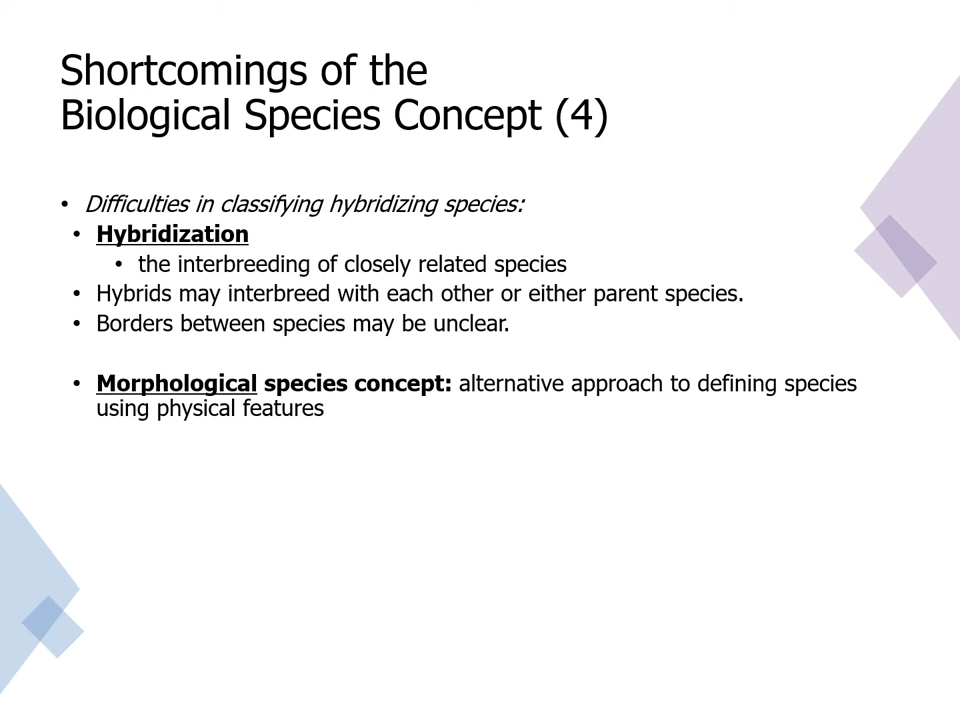 Shortcomings of the
Biological Species Concept (4)
• Difficulties in classifying hybridizing species:
• Hybridization
• the interbreeding of closely related species
• Hybrids may interbreed with each other or either parent species.
• Borders between species may be unclear.
• Morphological species concept: alternative approach to defining species
using physical features